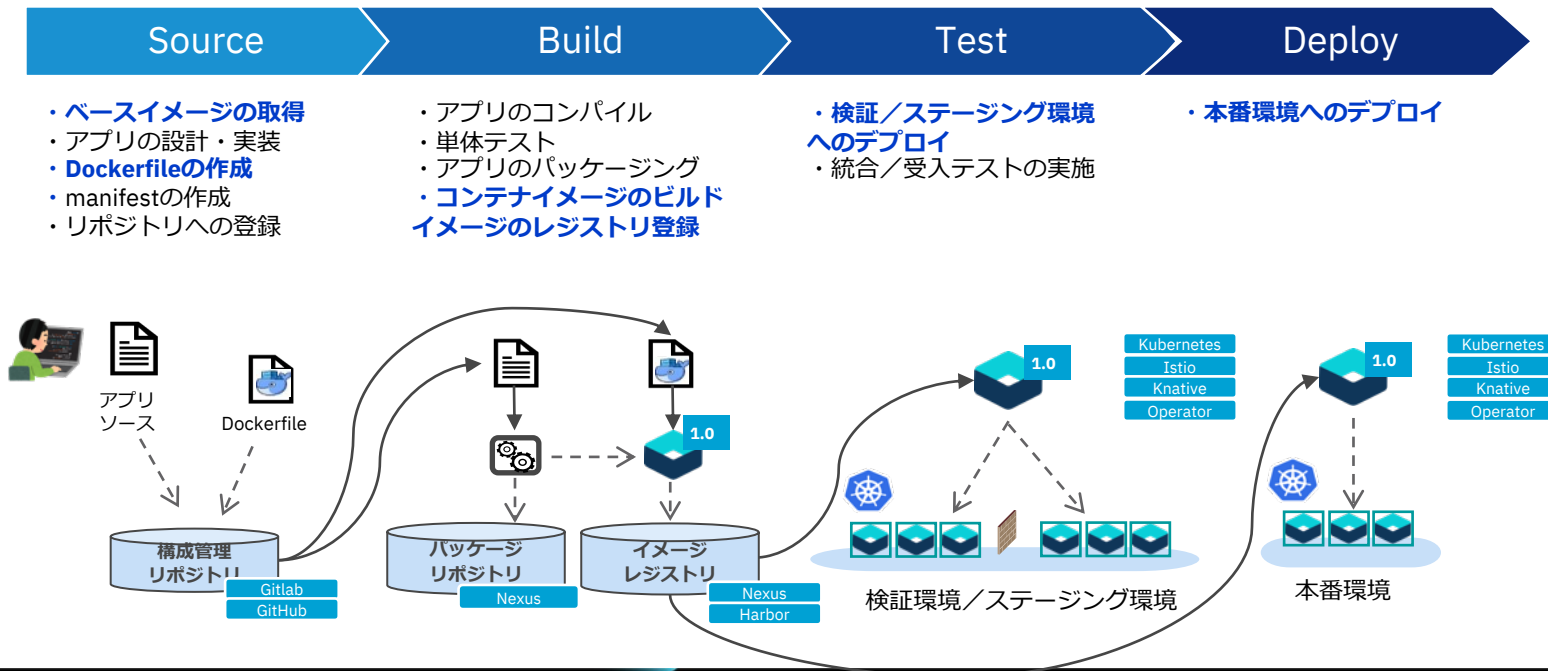 Source
Build
Test
Deploy
・ベースイメージの取得
・アプリの設計・実装
・Dockerfileの作成
・manifestの作成
・リポジトリへの登録
・アプリのコンパイル
・単体テスト
・アプリのパッケージング
・コンテナイメージのビルド
イメージのレジストリ登録
・検証／ステージング環境
へのデプロイ
・統合／受入テストの実施
・本番環境へのデプロイ
アプリ
ソース
Dockerfile
構成管理
リポジトリ
Gitlab
GitHub
1.0
パッケージ
リポジトリ
Nexus
イメージ
レジストリ
Nexus
Harbor
1.0
Kubernetes
Istio
Knative
Operator
検証環境／ステージング環境
1.0
Kubernetes
Istio
Knative
Operator
本番環境